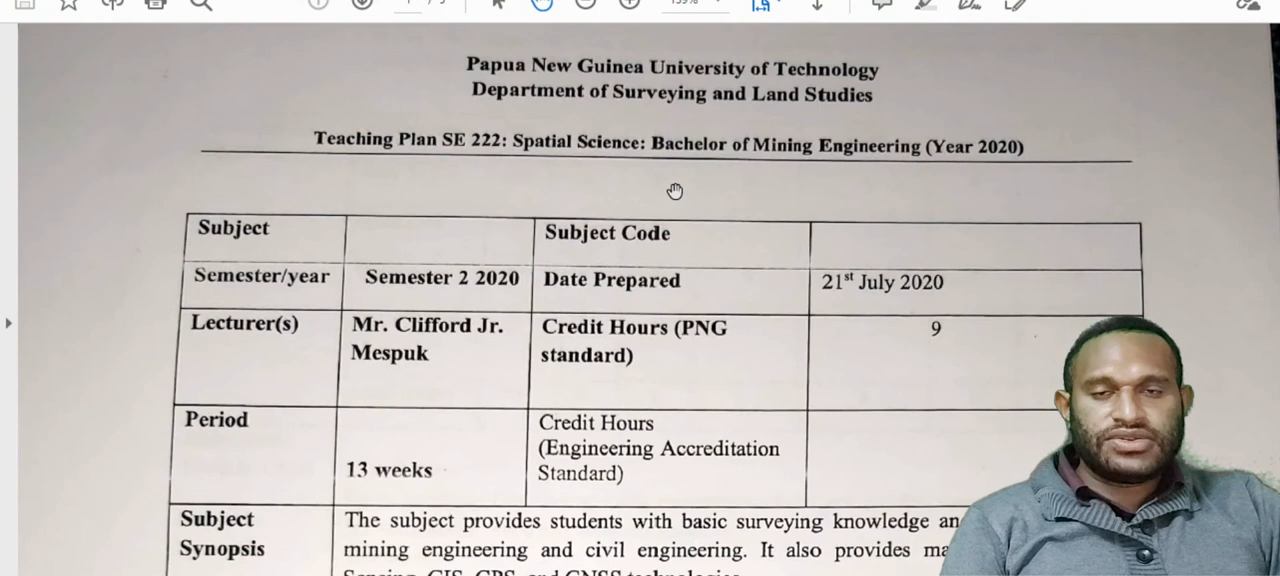 Papua New Guinea University of Technology
Department of Surveying and Land Studies
Teaching Plan SE 222: Spatial Science: Bachelor of Mining Engineering (Year 2020)
Subject
Subject Code
Semester/year
Semester 2 2020
Date Prepared
21st July 2020
Lecturer(s)
Mr. Clifford Jr.
Mespuk
Credit Hours (PNG
standard)
9
Period
13 weeks
Credit Hours
(Engineering Accreditation
Standard)
Subject
Synopsis
The subject provides students with basic surveying knowledge an
mining engineering and civil engineering. It also provides ma